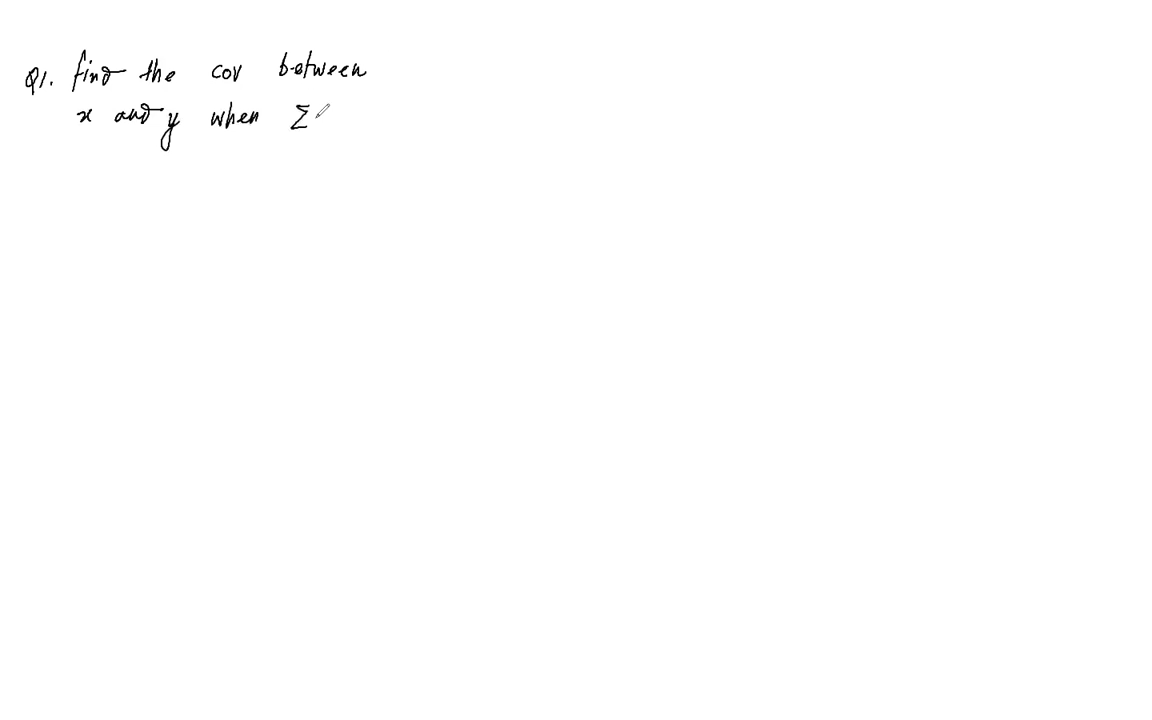 Q1. find the cov between
x and y when Σ